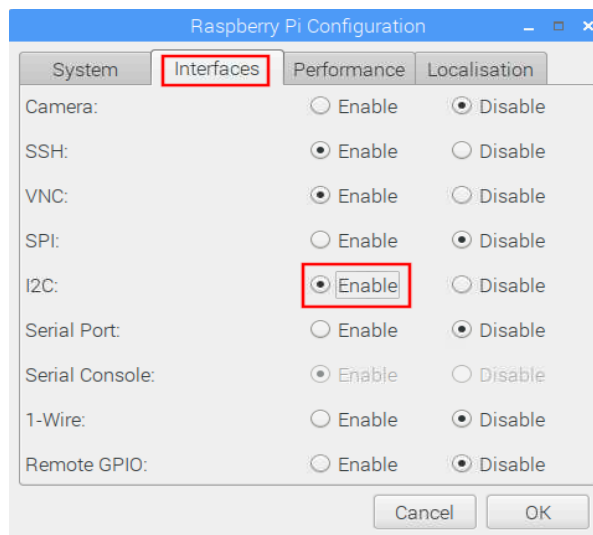 Raspberry Pi Configuration
System Interfaces Performance Localisation
Camera: Enable Disable
SSH: Enable Disable
VNC: Enable Disable
SPI: Enable Disable
I2C: Enable Disable
Serial Port: Enable Disable
Serial Console: Enable Disable
1-Wire: Enable Disable
Remote GPIO: Enable Disable
Cancel OK